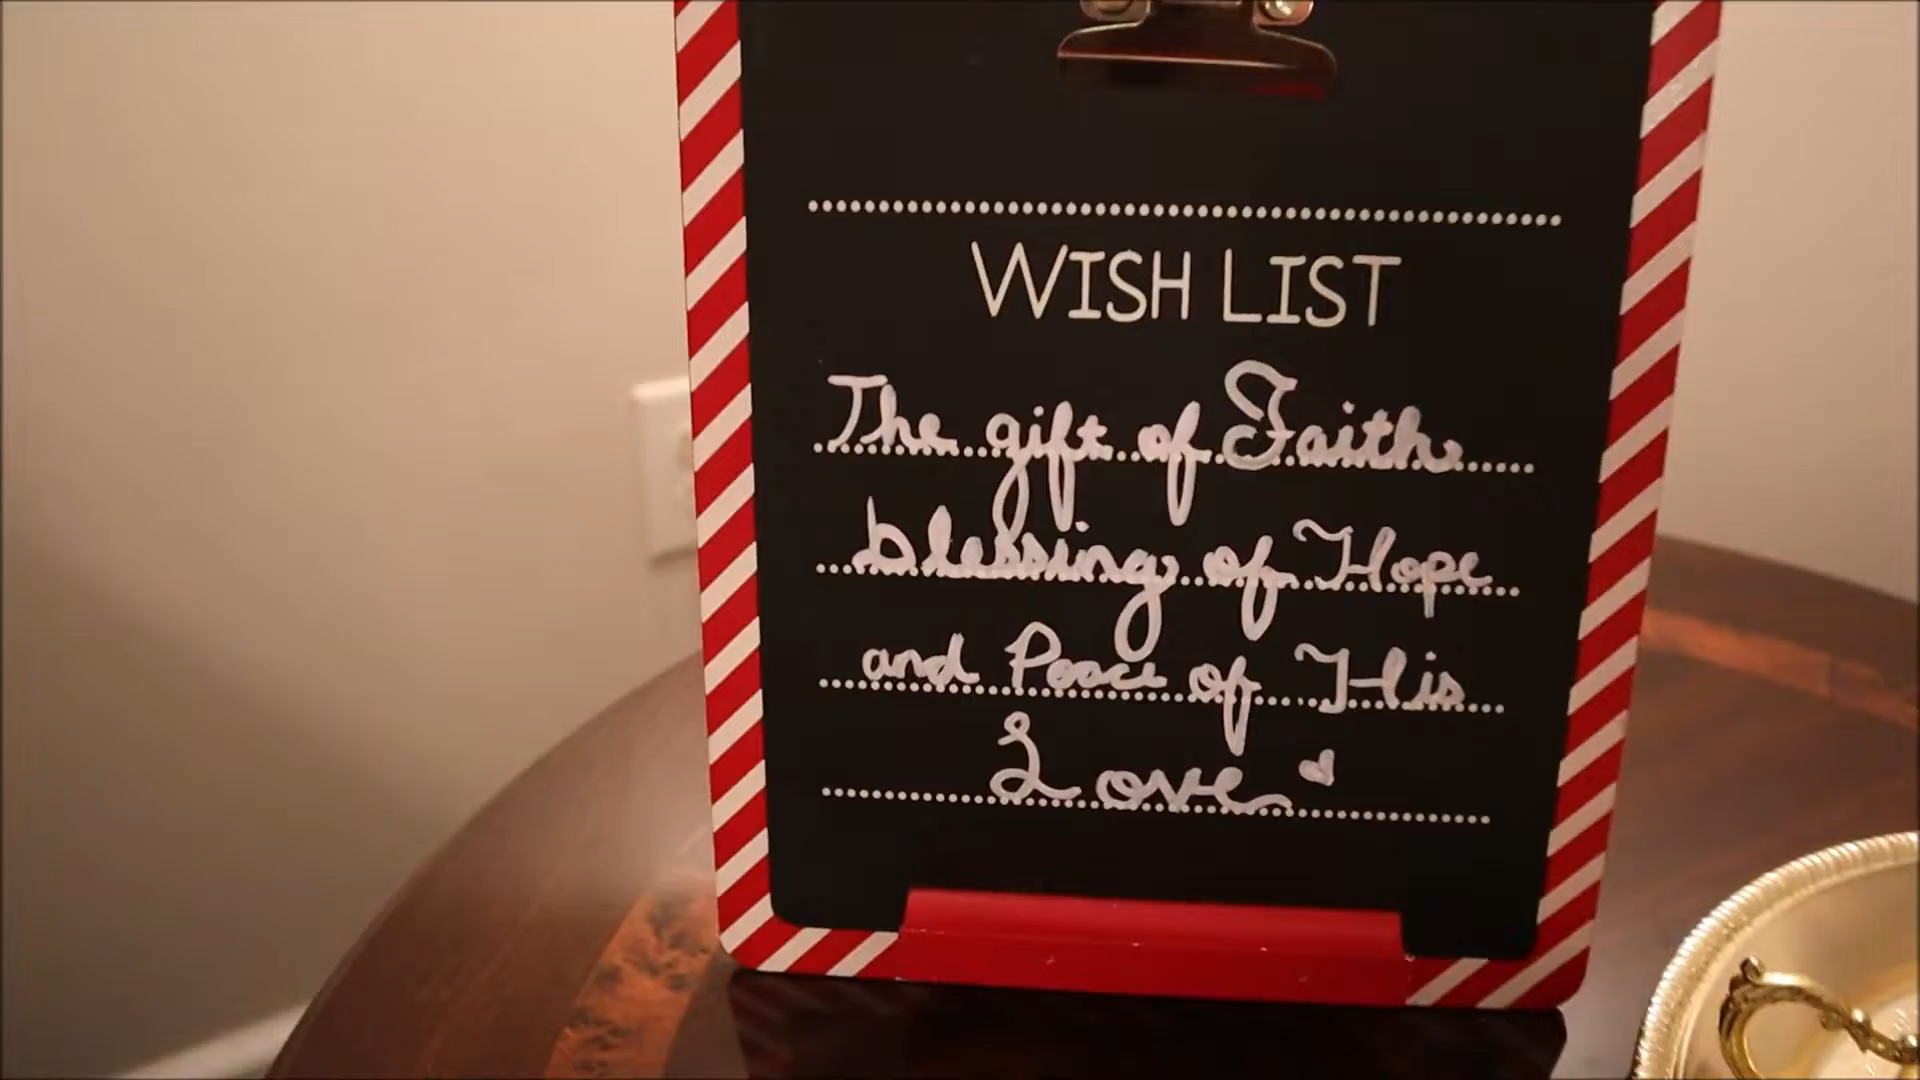 WISH LIST
The gift of Faith
blessing of Hope
and Peace of His
Love